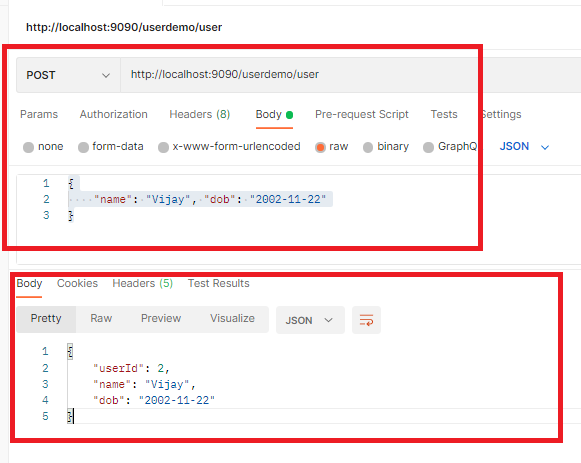 http://localhost:9090/userdemo/user
POST http://localhost:9090/userdemo/user
Params Authorization Headers (8) Body Pre-request Script Tests Settings
none form-data x-www-form-urlencoded raw binary GraphQ JSON
1 {
2 ····"name":·"Vijay",·"dob":·"2002-11-22"
3 }
Body Cookies Headers (5) Test Results
Pretty Raw Preview Visualize JSON
1 {
2 "userId": 2,
3 "name": "Vijay",
4 "dob": "2002-11-22"
5 }